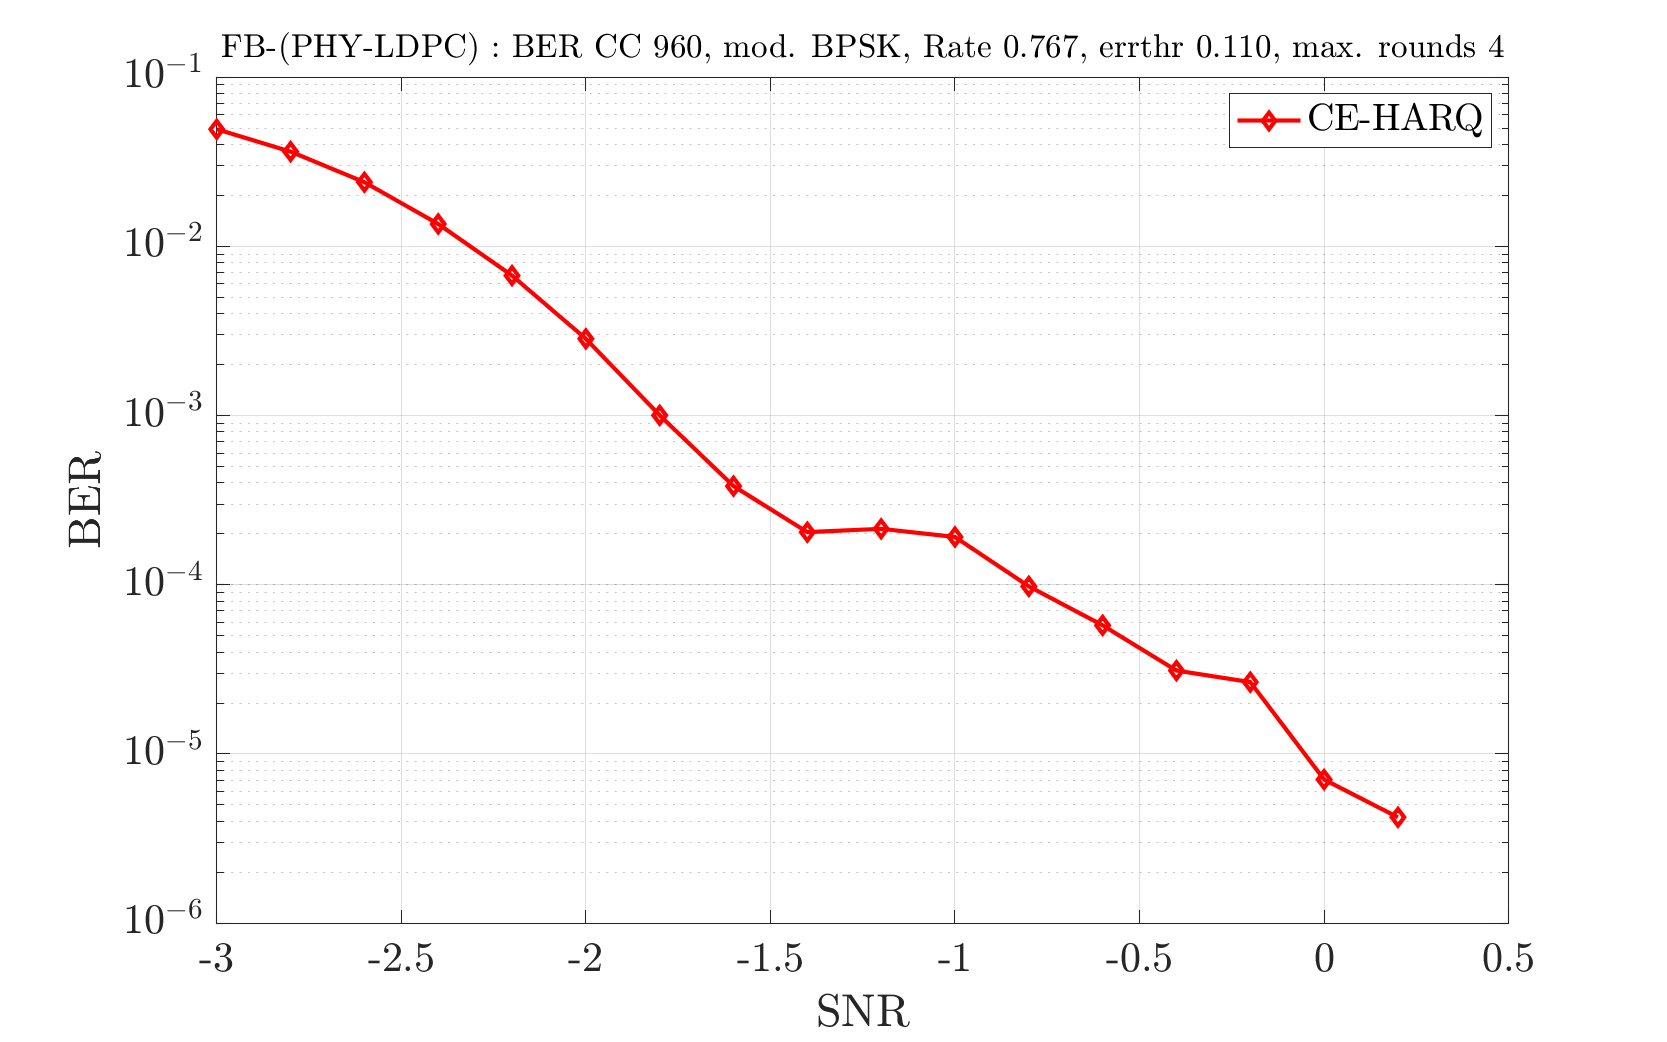 FB-(PHY-LDPC) : BER CC 960, mod. BPSK, Rate 0.767, errthr 0.110, max. rounds 4
CE-HARQ
BER
10^{-1}
10^{-2}
10^{-3}
10^{-4}
10^{-5}
10^{-6}
-3 -2.5 -2 -1.5 -1 -0.5 0 0.5
SNR